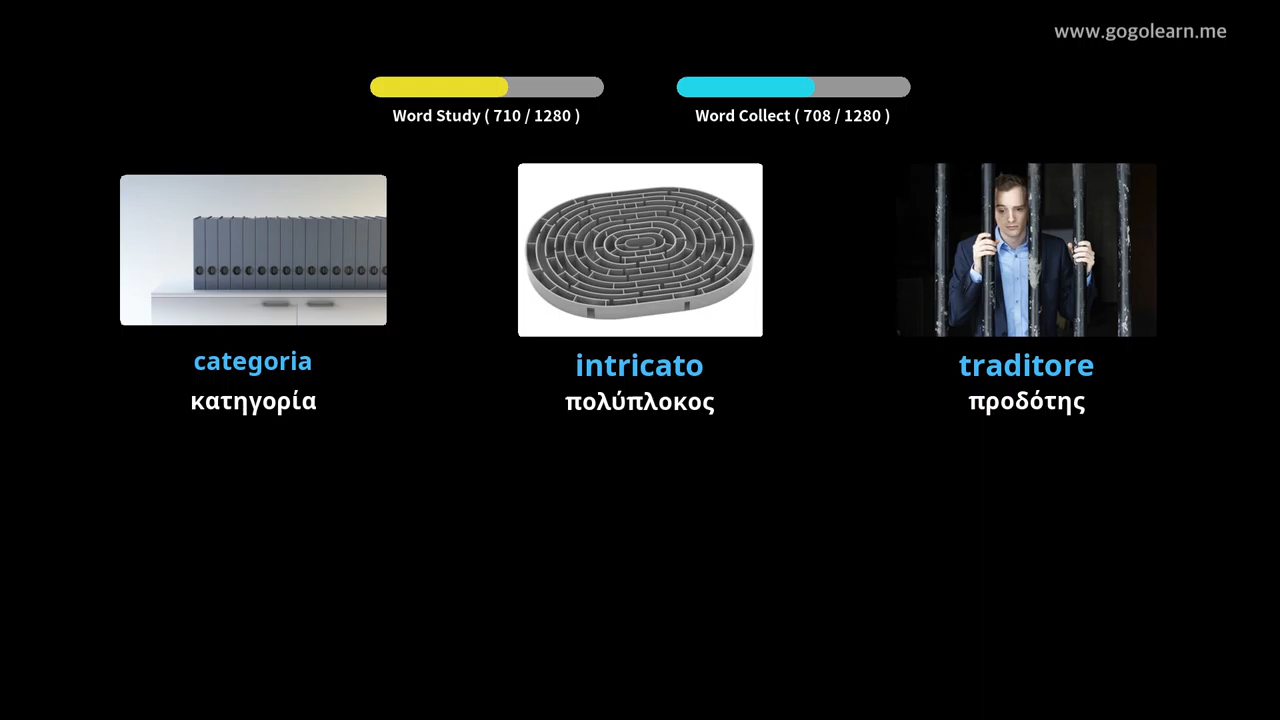 www.gogolearn.me
Word Study ( 710 / 1280 )
Word Collect ( 708 / 1280 )
categoria
κατηγορία
intricato
πολύπλοκος
traditore
προδότης